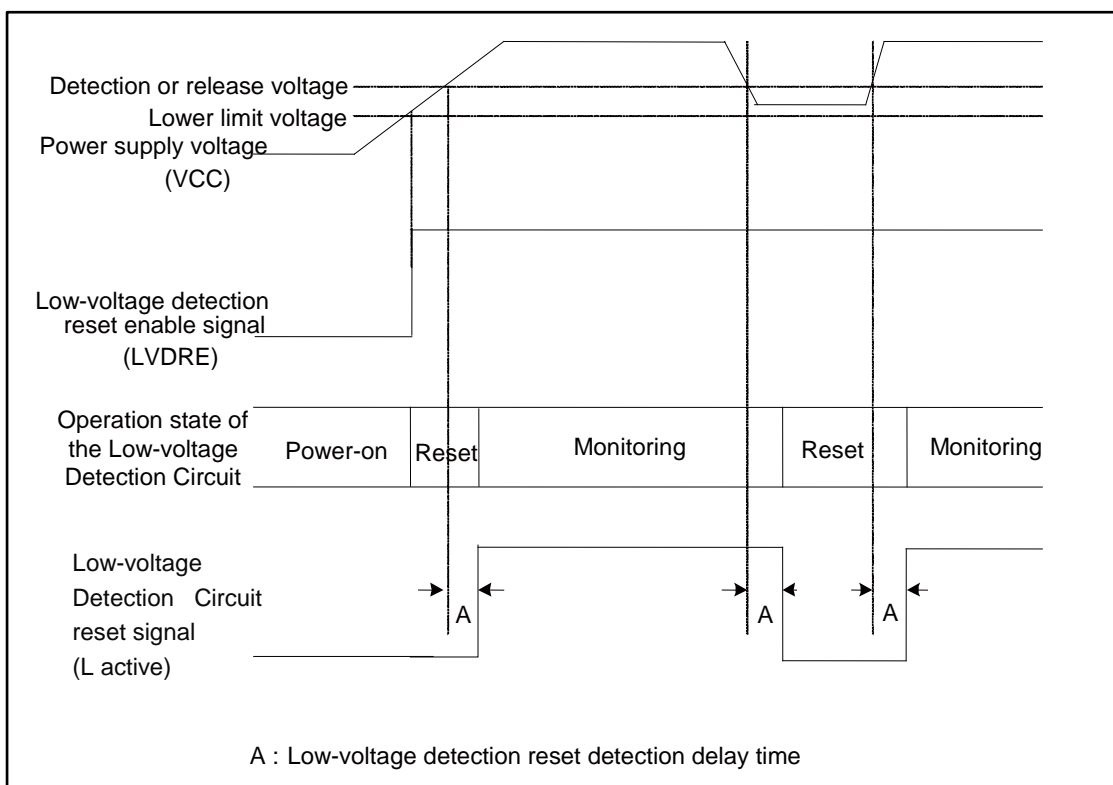 Detection or release voltage
Lower limit voltage
Power supply voltage
(VCC)
Low-voltage detection
reset enable signal
(LVDRE)
Operation state of
the Low-voltage
Detection Circuit
Power-on
Reset
Monitoring
Reset
Monitoring
Low-voltage
Detection Circuit
reset signal
(L active)
A
A
A
A : Low-voltage detection reset detection delay time